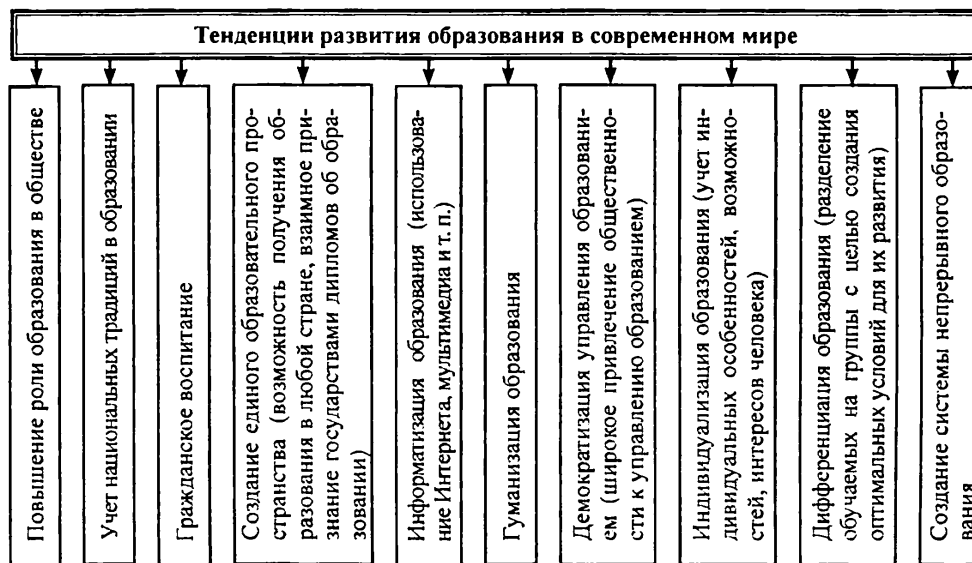 Тенденции развития образования в современном мире
Повышение роли образования в обществе
Учет национальных традиций в образовании
Гражданское воспитание
Создание единого образовательного про-
странства (возможность получения об-
разования в любой стране, взаимное при-
знание государствами дипломов об обра-
зовании)
Информатизация образования (использова-
ние Интернета, мультимедиа и т. п.)
Гуманизация образования
Демократизация управления образовани-
ем (широкое привлечение общественно-
сти к управлению образованием)
Индивидуализация образования (учет ин-
дивидуальных особенностей, возможно-
стей, интересов человека)
Дифференциация образования (разделение
обучаемых на группы с целью создания
оптимальных условий для их развития)
Создание системы непрерывного образо-
вания